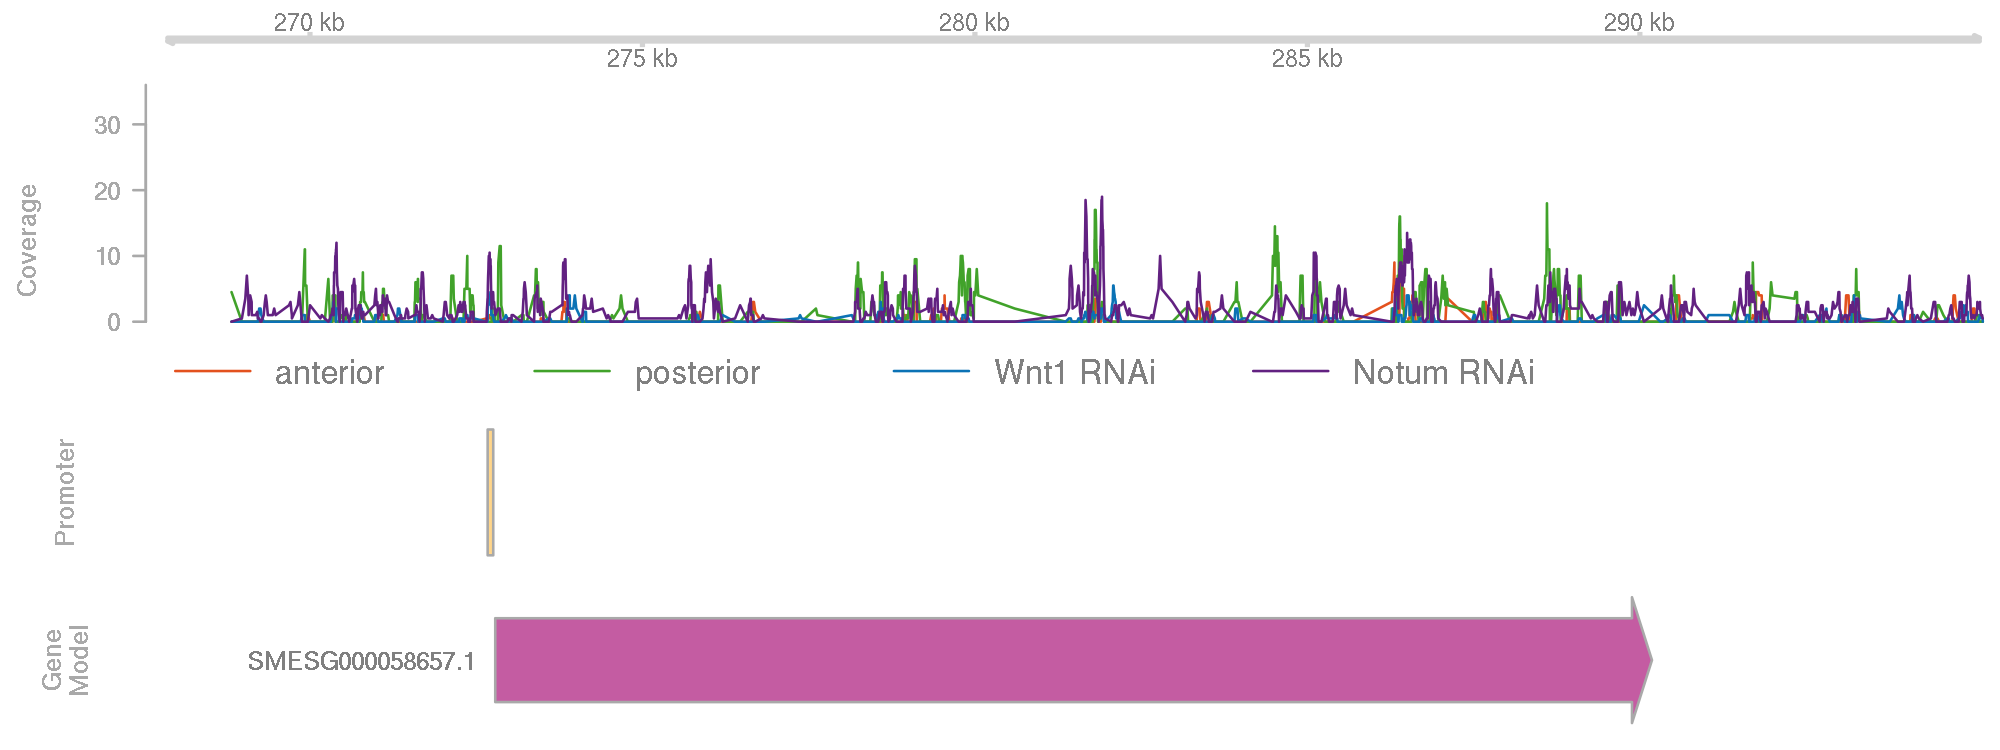 270 kb 280 kb 290 kb
275 kb 285 kb
Coverage
30
20
10
0
anterior posterior Wnt1 RNAi Notum RNAi
Promoter
Gene
Model
SMESG000058657.1